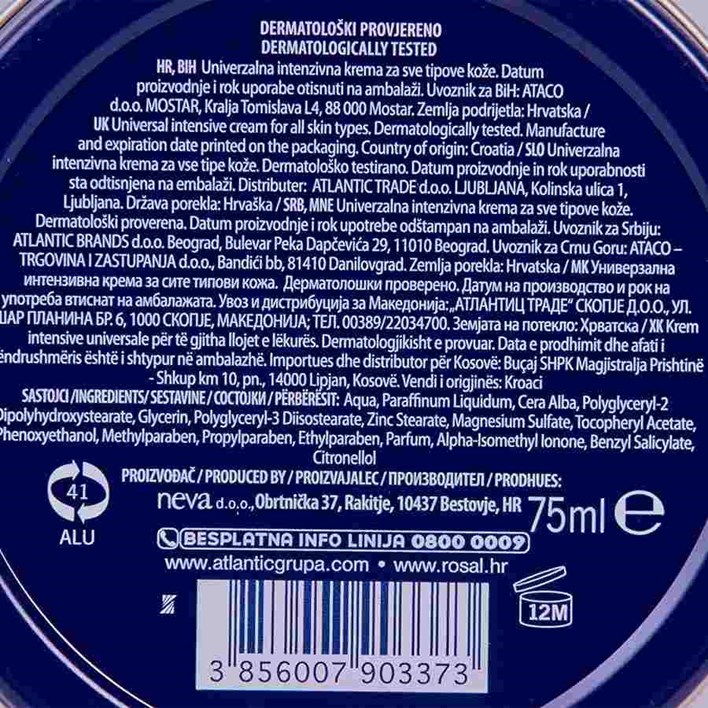 DERMATOLOŠKI PROVJERENO
DERMATOLOGICALLY TESTED
HR, BIH Univerzalna intenzivna krema za sve tipove kože. Datum
proizvodnje i rok uporabe otisnuti na ambalaži. Uvoznik za BiH: ATACO
d.o.o. MOSTAR, Kralja Tomislava L4, 88 000 Mostar. Zemlja podrijetla: Hrvatska /
UK Universal intensive cream for all skin types. Dermatologically tested. Manufacture
and expiration date printed on the packaging. Country of origin: Croatia / SLO Univerzalna
intenzivna krema za vse tipe kože. Dermatološko testirano. Datum proizvodnje in rok uporabnosti
sta odtisnjena na embalaži. Distributer: ATLANTIC TRADE d.o.o. LJUBLJANA, Kolinska ulica 1,
Ljubljana. Država porekla: Hrvaška / SRB, MNE Univerzalna intenzivna krema za sve tipove kože.
Dermatološki proverena. Datum proizvodnje i rok upotrebe odštampan na ambalaži. Uvoznik za Srbiju:
ATLANTIC BRANDS d.o.o. Beograd, Bulevar Peka Dapčevića 29, 11010 Beograd. Uvoznik za Crnu Goru: ATACO –
TRGOVINA I ZASTUPANJA d.o.o., Bandići bb, 81410 Danilovgrad. Zemlja porekla: Hrvatska / MK Универзална
интензивна крема за сите типови кожа. Дерматолошки проверено. Датум на производство и рок на
употреба втиснат на амбалажата. Увоз и дистрибуција за Македонија: „АТЛАНТИЦ ТРАДЕ“ СКОПЈЕ Д.О.О., УЛ.
ШАР ПЛАНИНА БР. 6, 1000 СКОПЈЕ, МАКЕДОНИЈА; ТЕЛ. 00389/22034700. Земјата на потекло: Хрватска / XK Krem
intensive universale për të gjitha llojet e lëkurës. Dermatologjikisht e provuar. Data e prodhimit dhe afati i
ëndrushmëris është i shtypur në ambalazhë. Importues dhe distributor për Kosovë: Buçaj SHPK Magjistralja Prishtinë
- Shkup km 10, pn., 14000 Lipjan, Kosovë. Vendi i origjinës: Kroaci
SASTOJCI /INGREDIENTS/ SESTAVINE / СОСТОЈКИ / PËRBËRËSIT: Aqua, Paraffinum Liquidum, Cera Alba, Polyglyceryl-2
Dipolyhydroxystearate, Glycerin, Polyglyceryl-3 Diisostearate, Zinc Stearate, Magnesium Sulfate, Tocopheryl Acetate,
Phenoxyethanol, Methylparaben, Propylparaben, Ethylparaben, Parfum, Alpha-Isomethyl Ionone, Benzyl Salicylate,
Citronellol
PROIZVOĐAČ / PRODUCED BY / PROIZVAJALEC / ПРОИЗВОДИТЕЛ / PRODHUES:
neva d.o.o., Obrtnička 37, Rakitje, 10437 Bestovje, HR
75ml e
41
ALU
BESPLATNA INFO LINIJA 0800 0009
www.atlanticgrupa.com • www.rosal.hr
12M
3 856007 903373